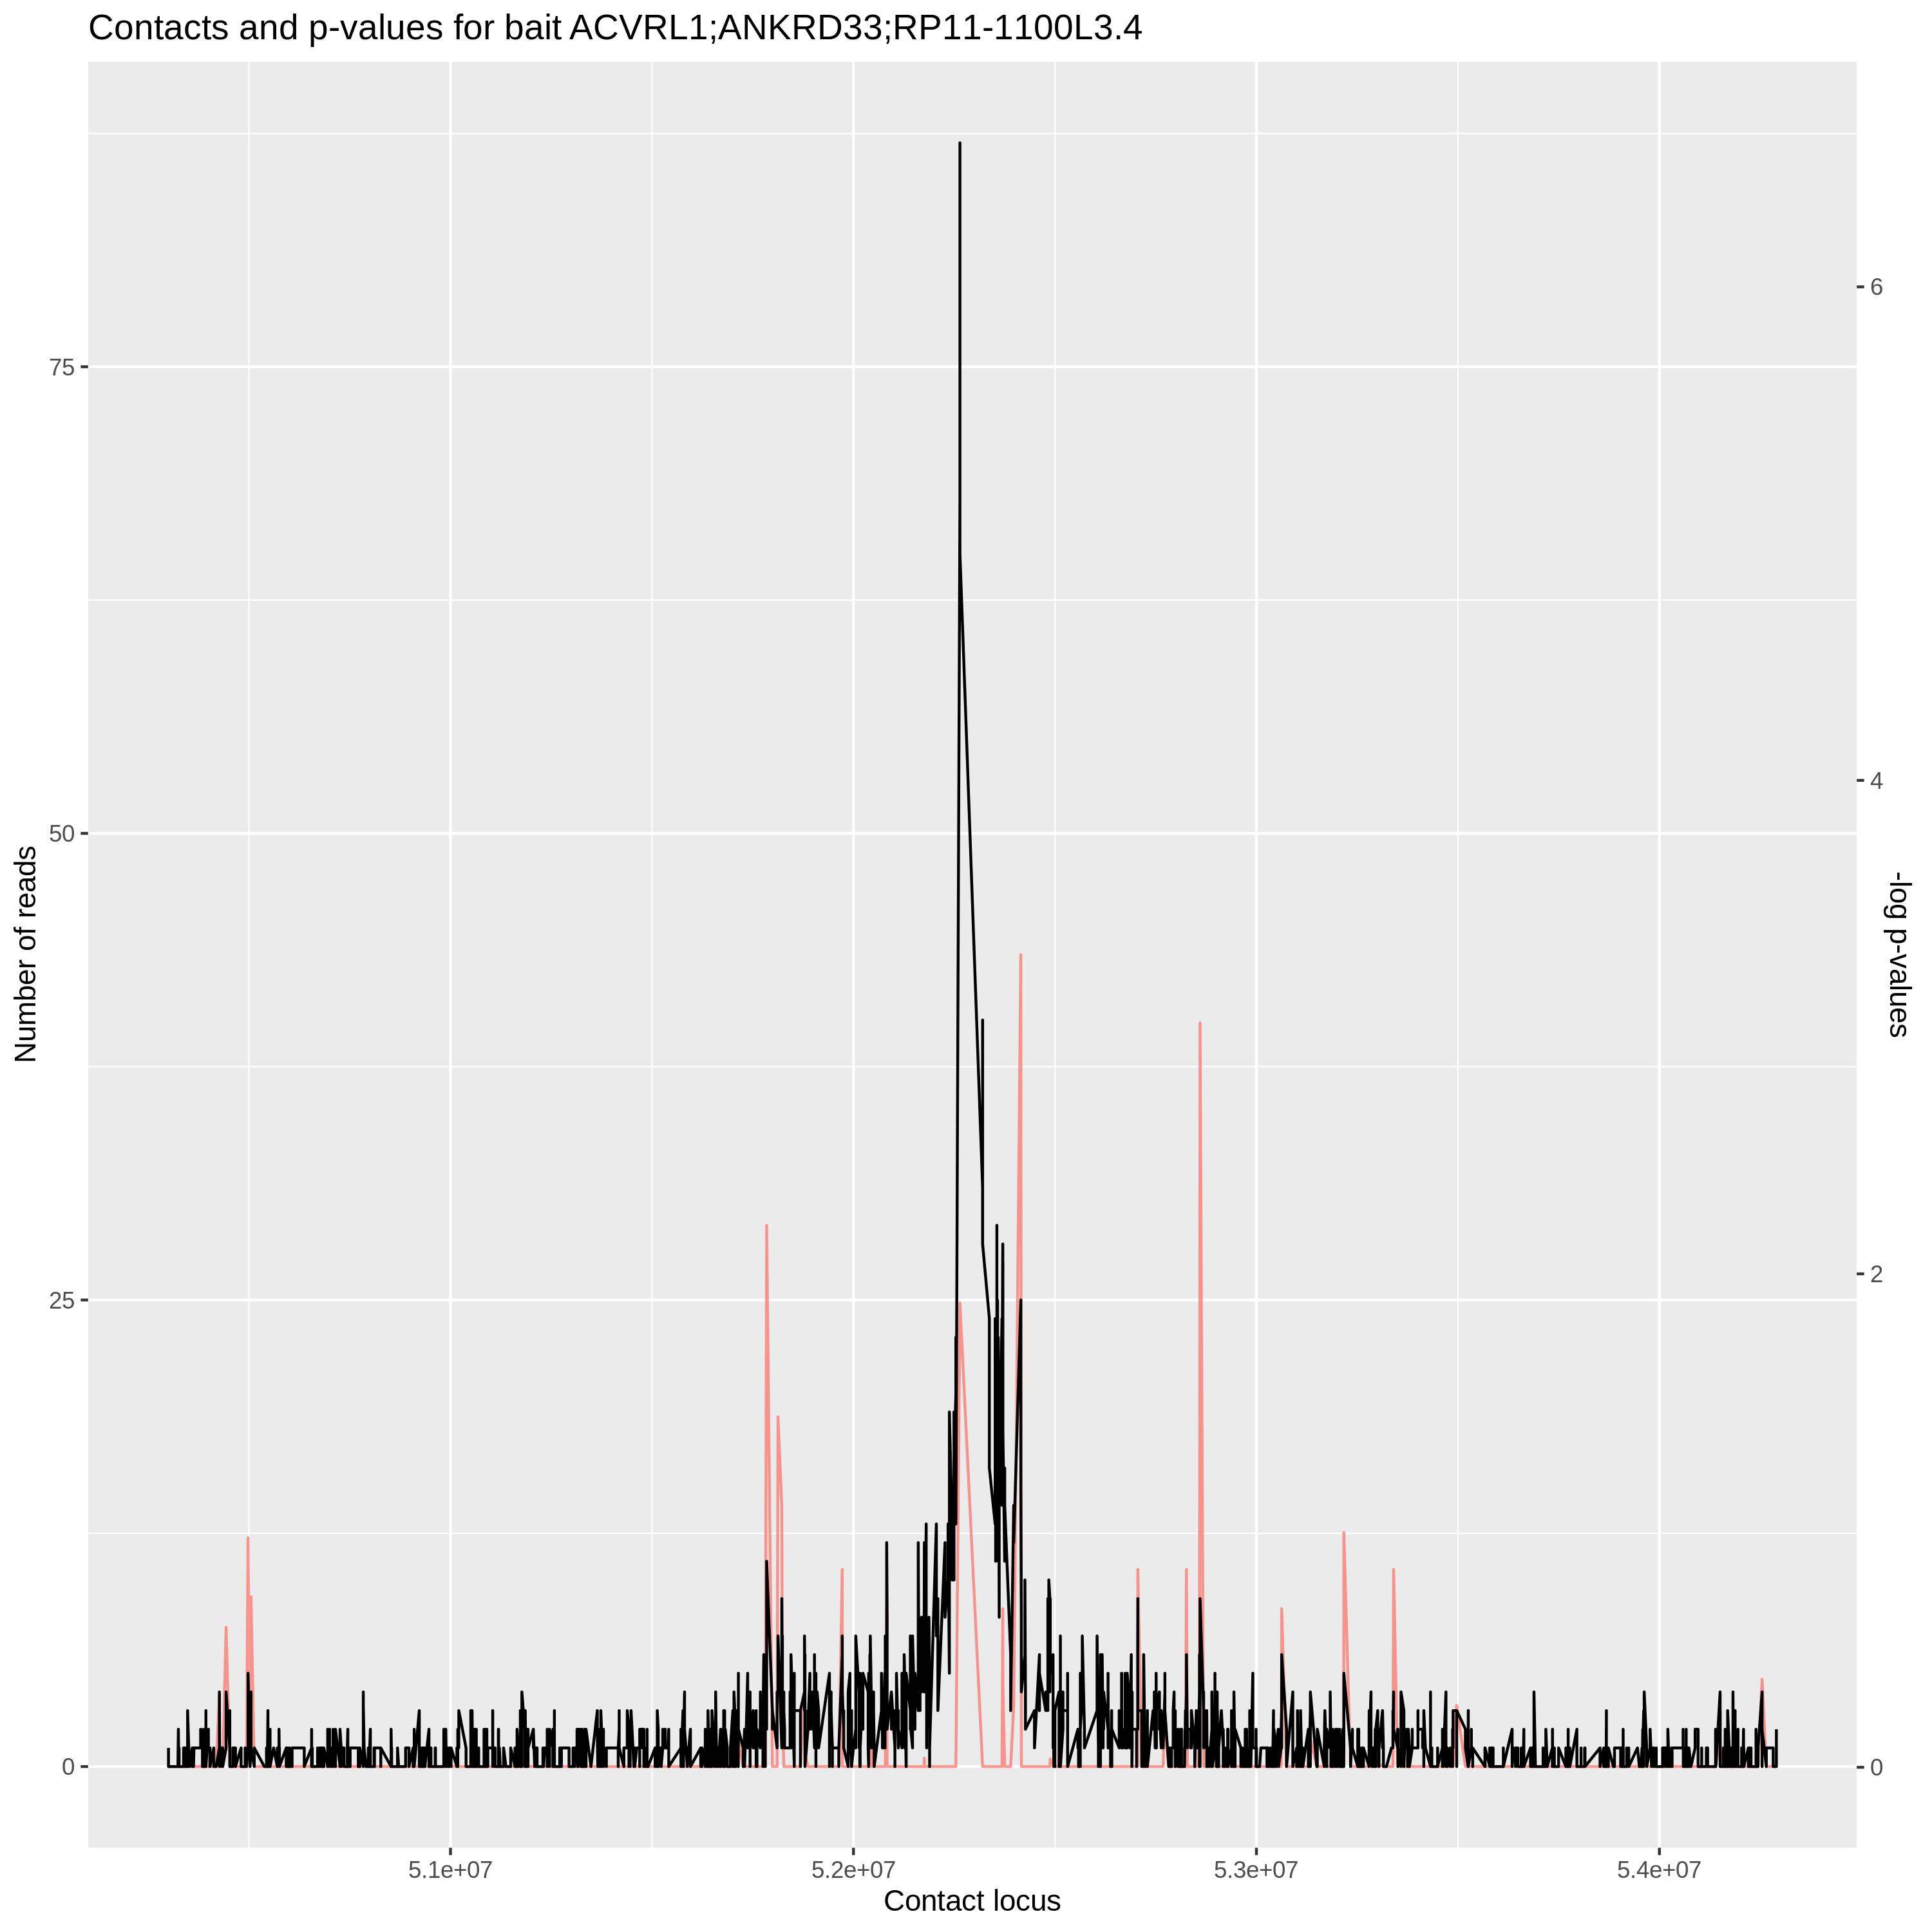 Contacts and p-values for bait ACVRL1;ANKRD33;RP11-1100L3.4
75
50
25
0
Number of reads
6
4
2
0
-log p-values
5.1e+07 5.2e+07 5.3e+07 5.4e+07
Contact locus